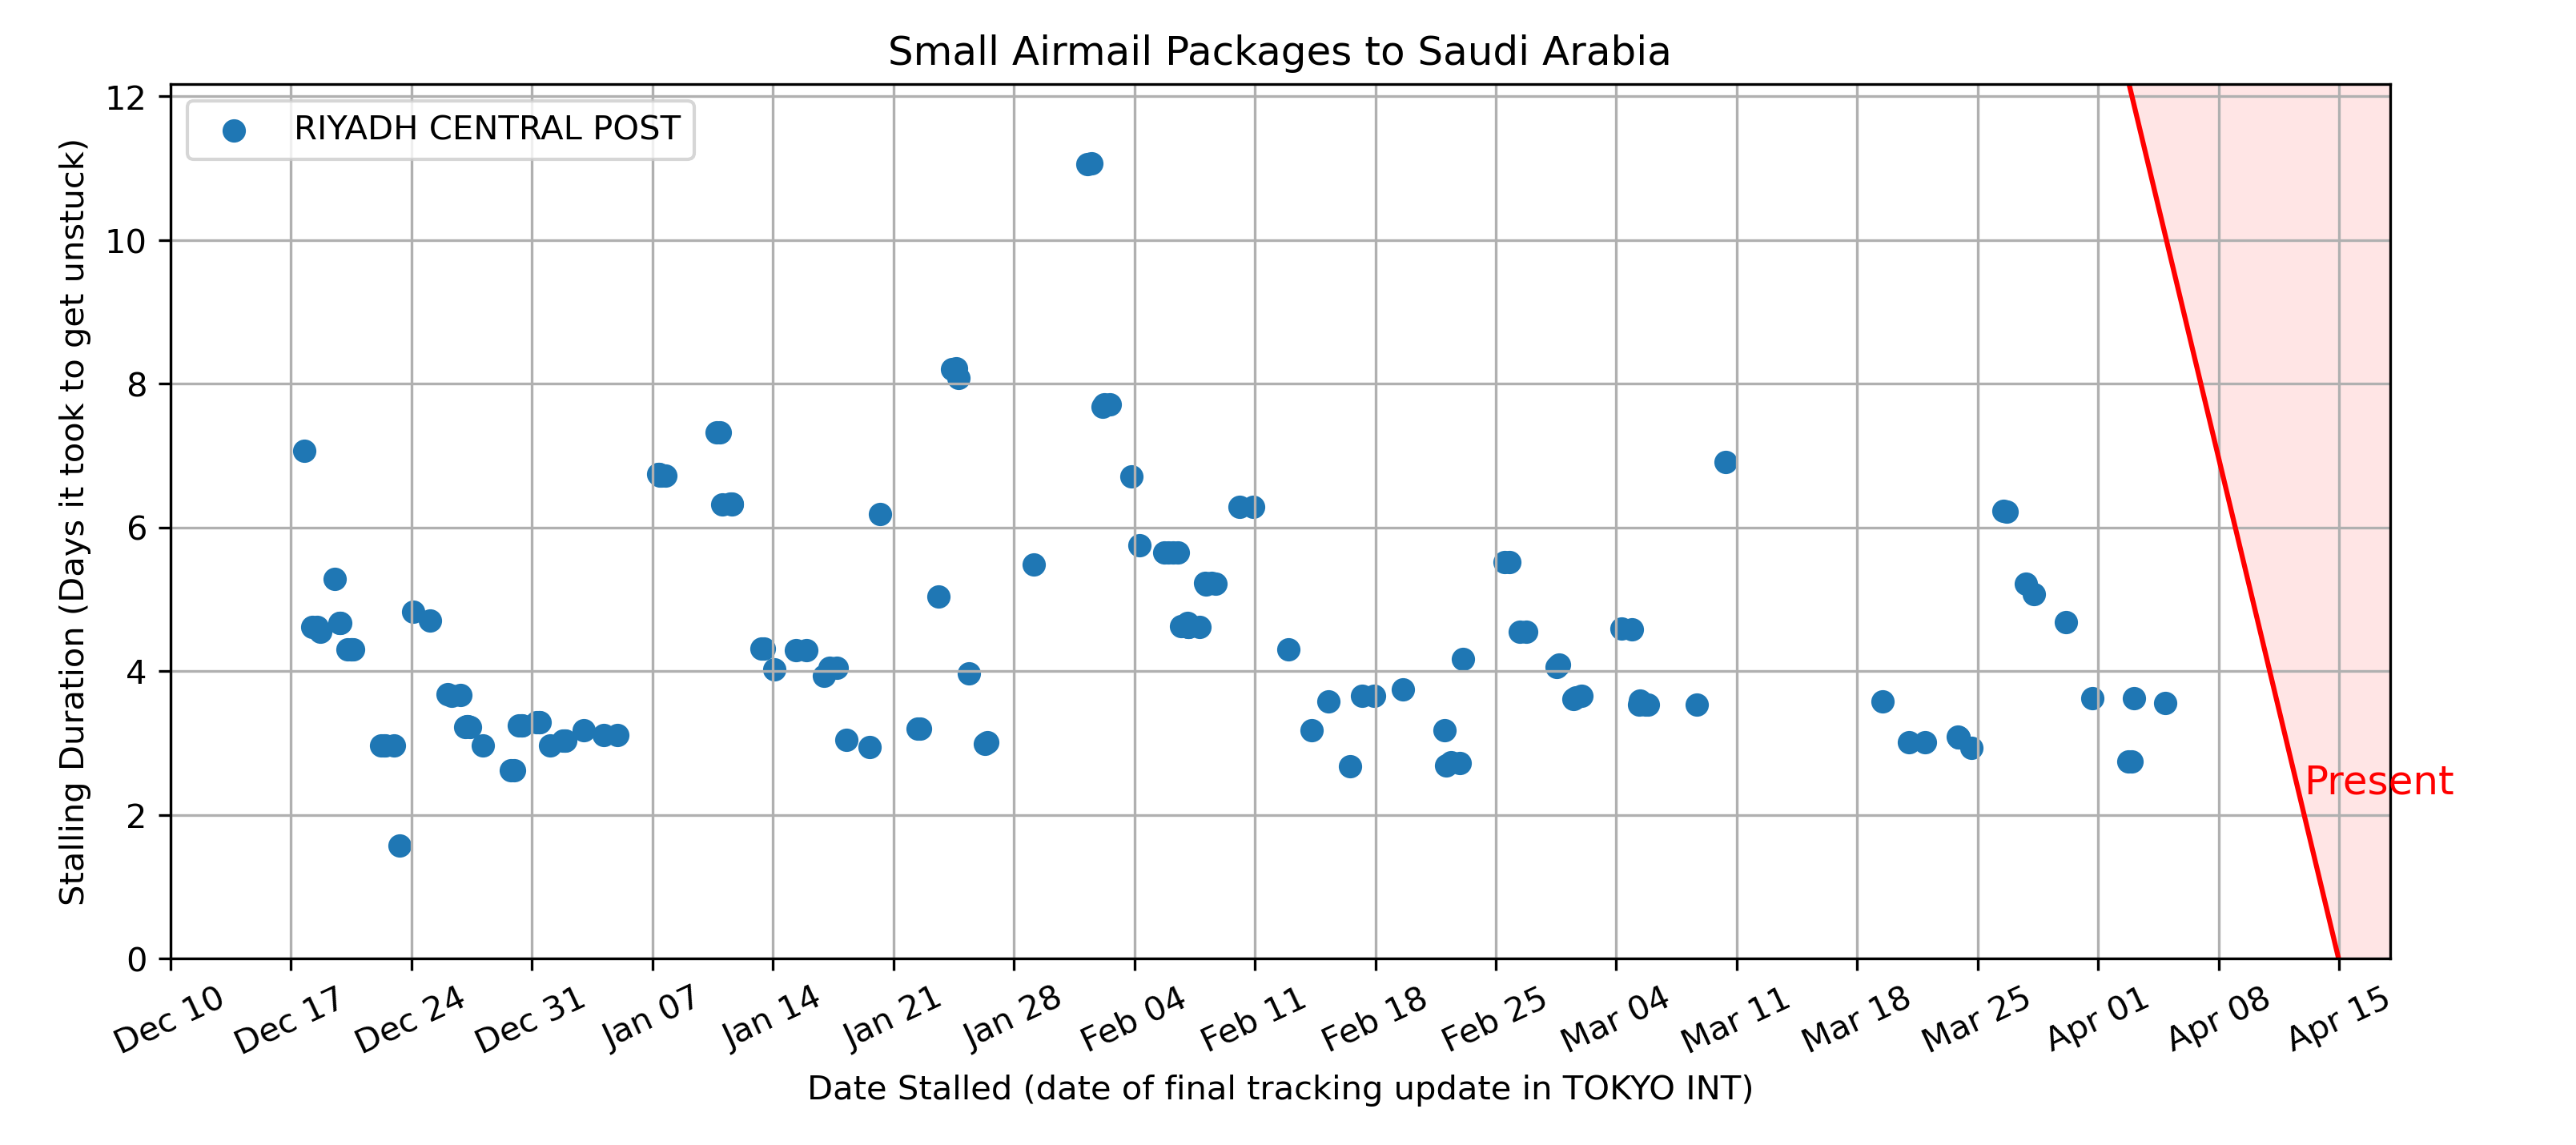 Small Airmail Packages to Saudi Arabia
RIYADH CENTRAL POST
Stalling Duration (Days it took to get unstuck)
12
10
8
6
4
2
0
Present
Dec 10
Dec 17
Dec 24
Dec 31
Jan 07
Jan 14
Jan 21
Jan 28
Feb 04
Feb 11
Feb 18
Feb 25
Mar 04
Mar 11
Mar 18
Mar 25
Apr 01
Apr 08
Apr 15
Date Stalled (date of final tracking update in TOKYO INT)